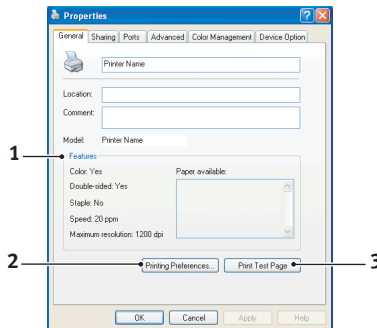 Properties
General Sharing Ports Advanced Color Management Device Option
Printer Name
Location:
Comment:
Model: Printer Name
1 Features
Color: Yes Paper available:
Double-sided: Yes
Staple: No
Speed: 20 ppm
Maximum resolution: 1200 dpi
2 Printing Preferences... Print Test Page 3
OK Cancel Apply Help